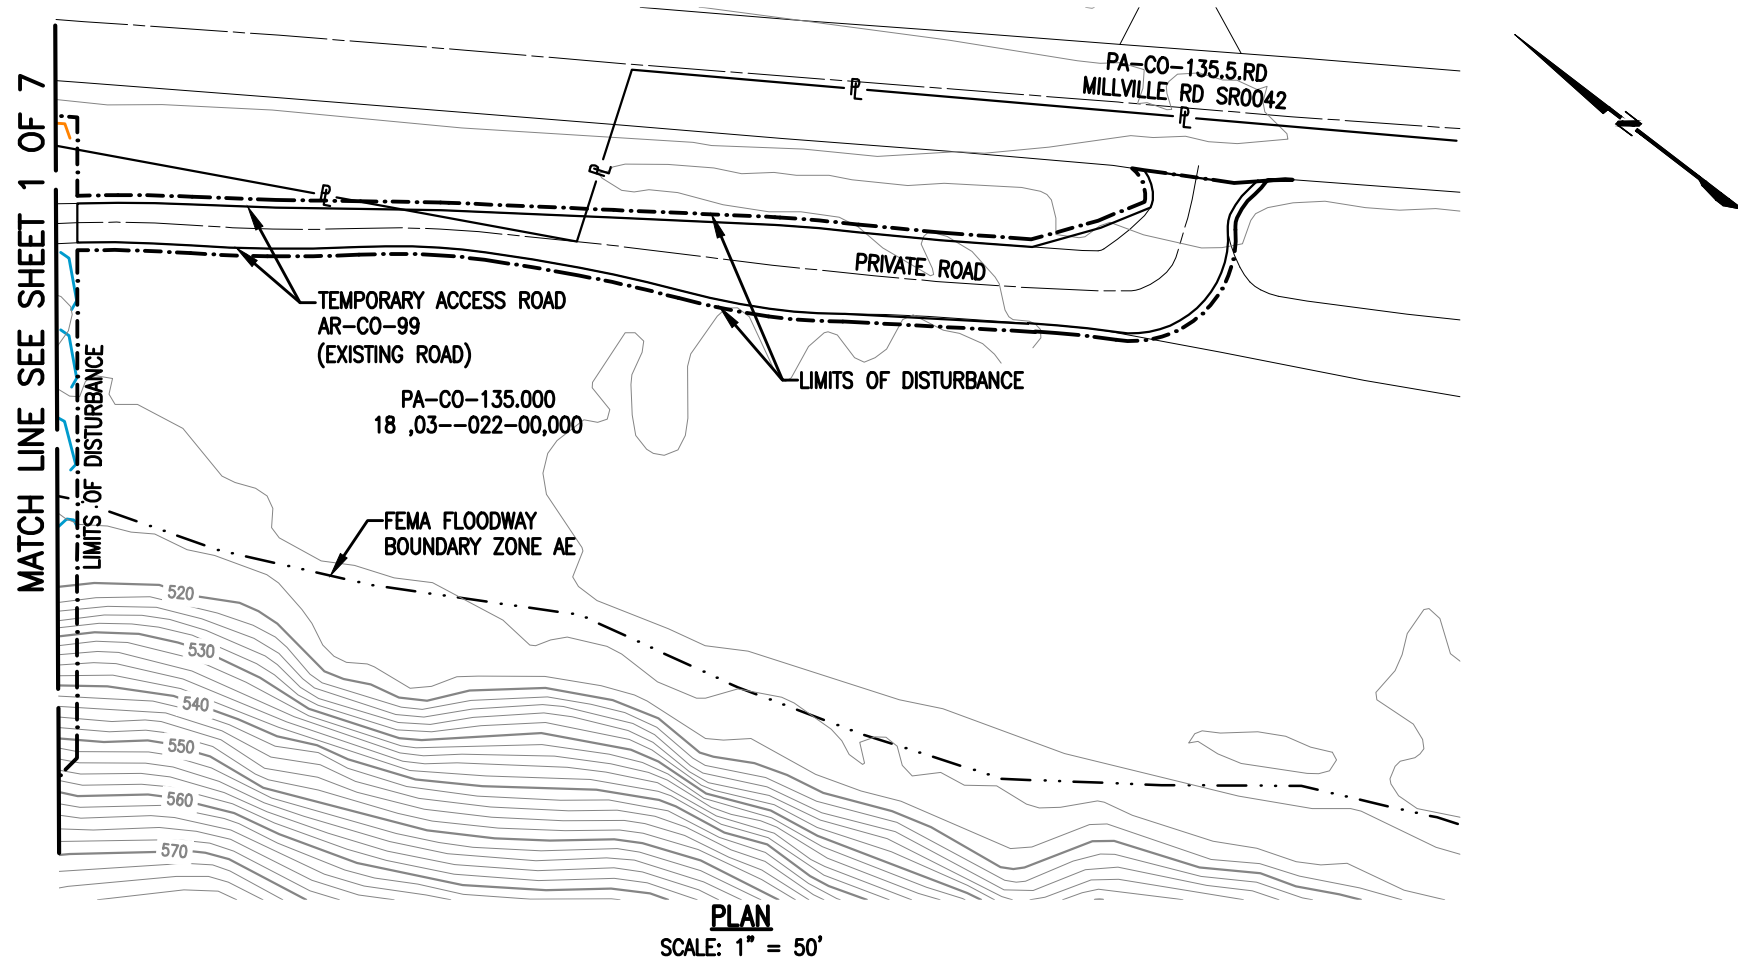 MATCH LINE SEE SHEET 1 OF 7
PA-CO-135.5.RD
MILLVILLE RD SR0042
PL
PL
PL
PL
N
PRIVATE ROAD
TEMPORARY ACCESS ROAD
AR-CO-99
(EXISTING ROAD)
LIMITS OF DISTURBANCE
PA-CO-135.000
18 ,03--022-00,000
LIMITS OF DISTURBANCE
FEMA FLOODWAY
BOUNDARY ZONE AE
520
530
540
550
560
570
PLAN
SCALE: 1" = 50'